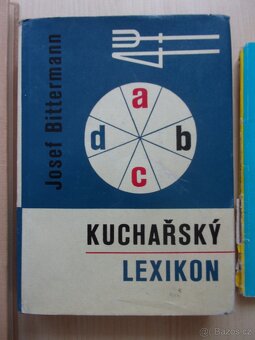 Josef Bittermann
a
d b
c
KUCHAŘSKÝ
LEXIKON
Bazoš.cz